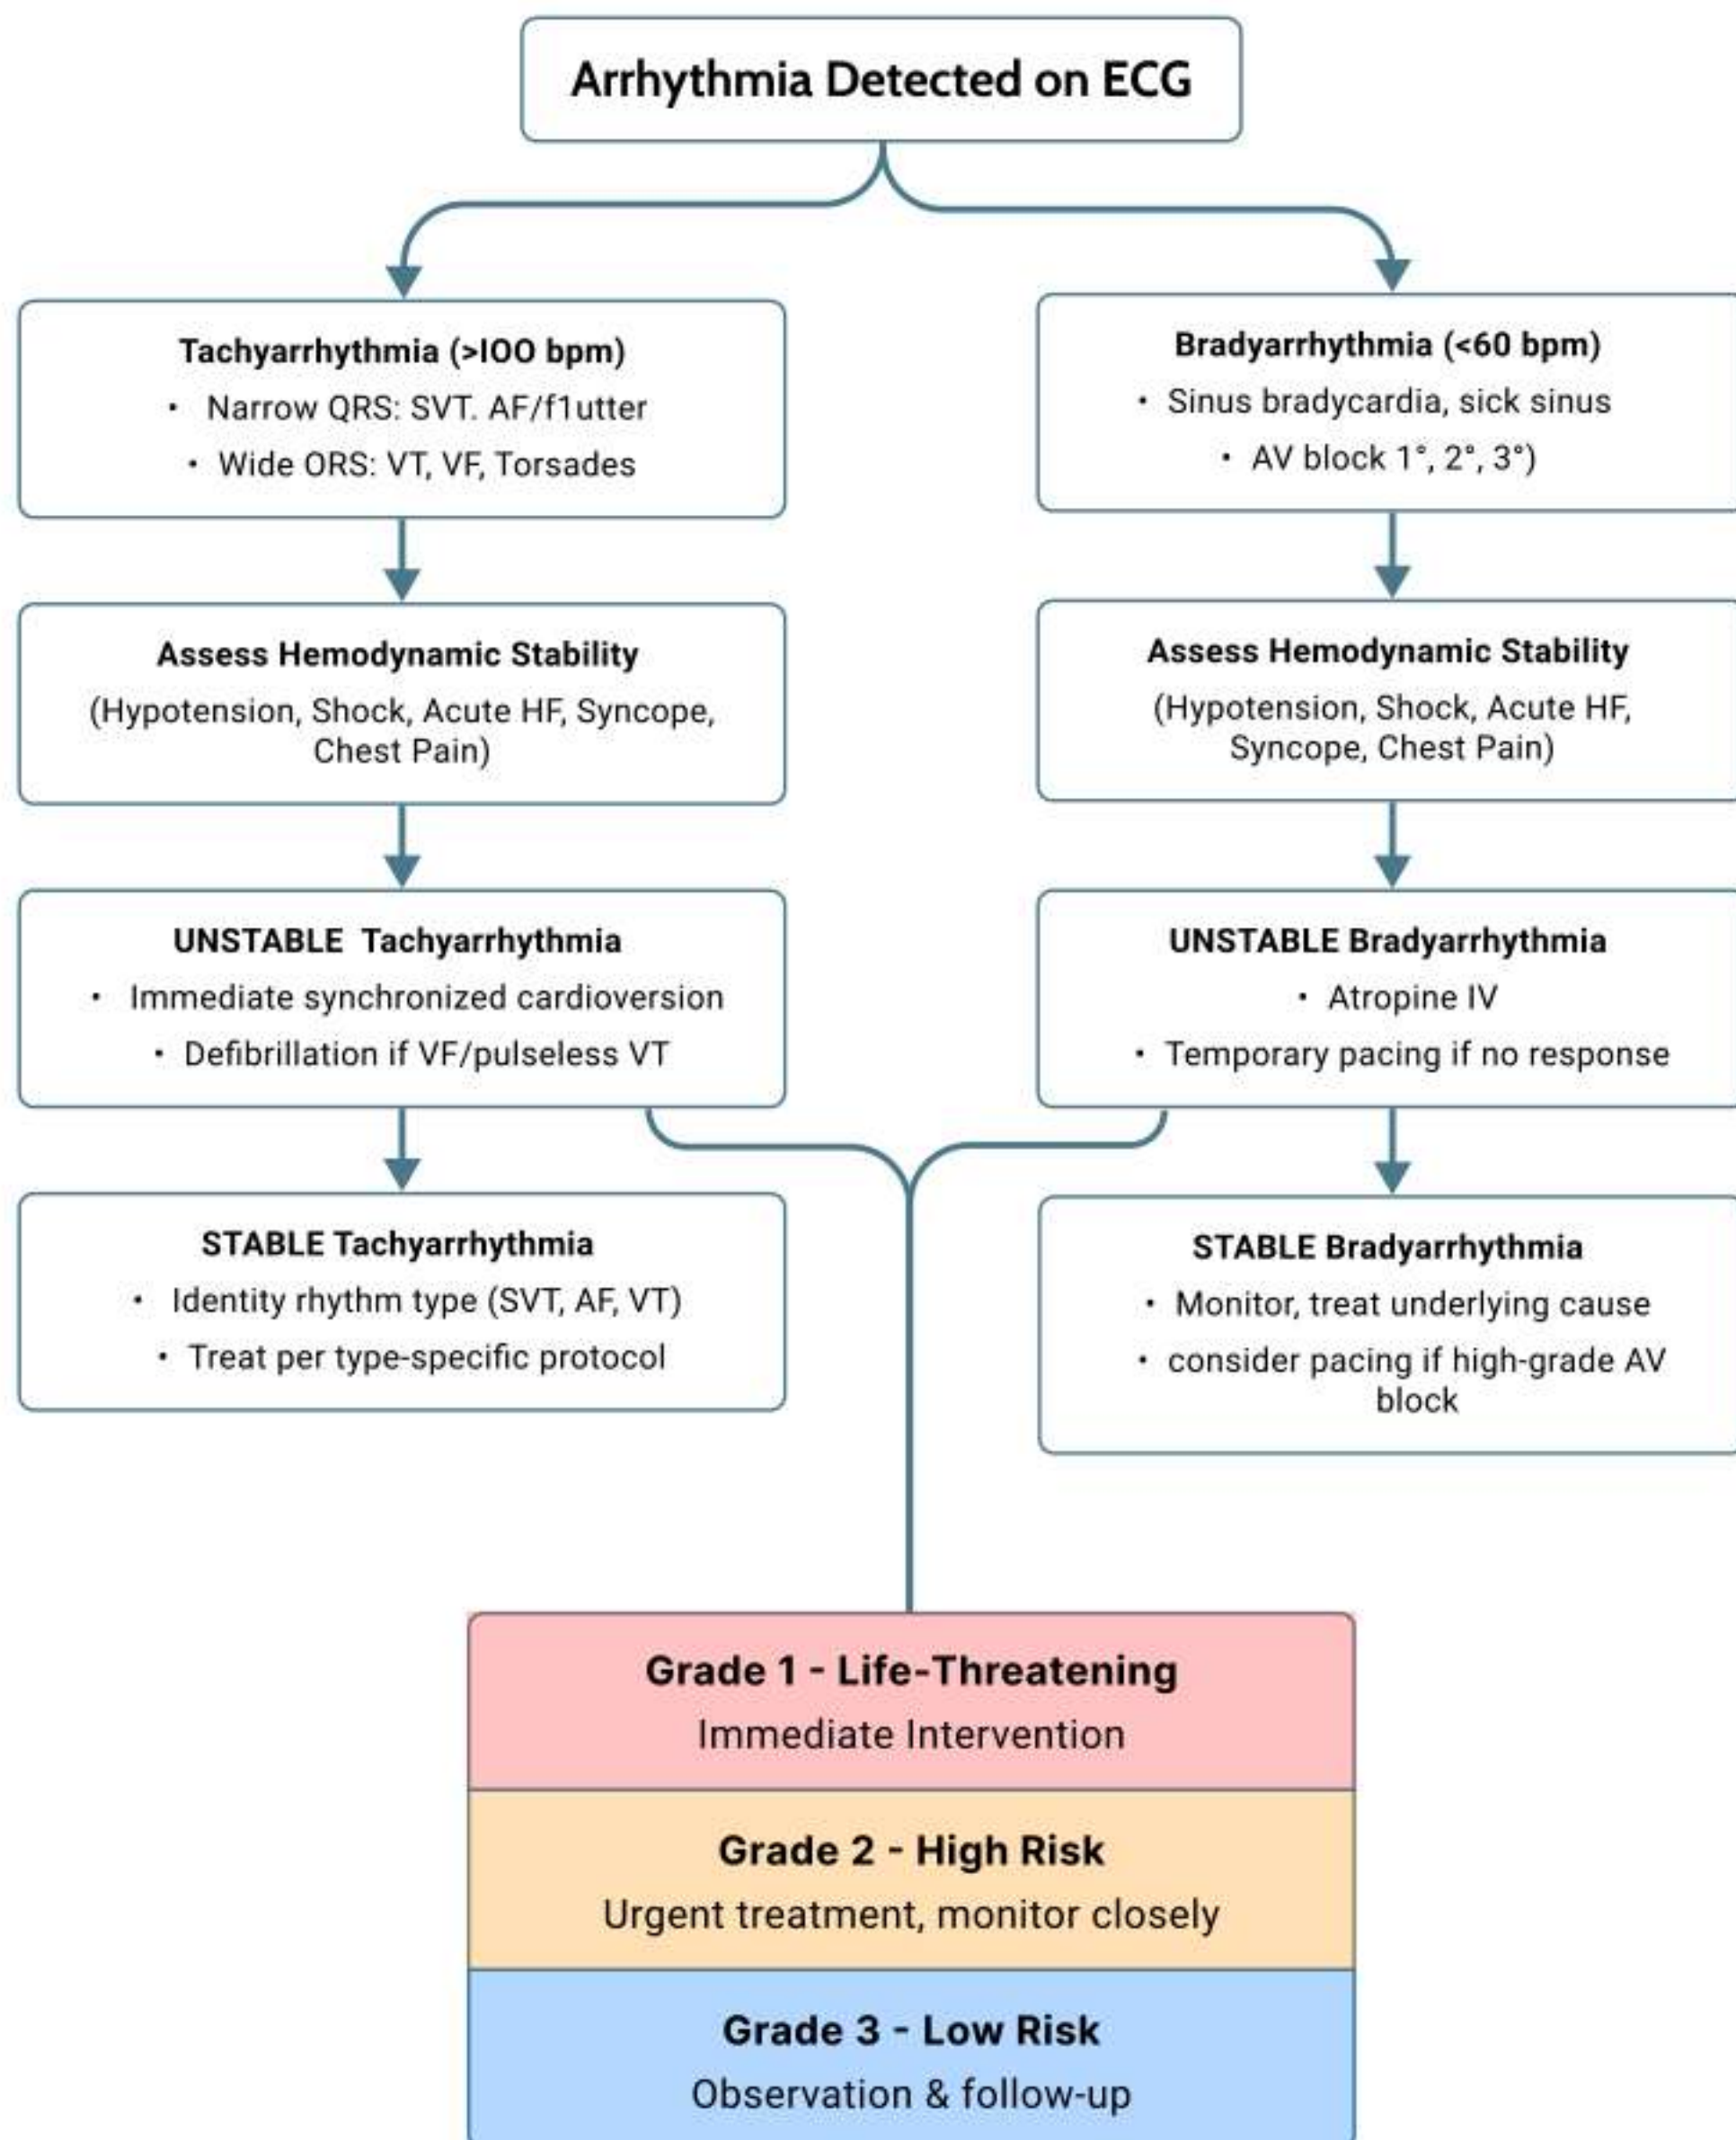 Arrhythmia Detected on ECG
Tachyarrhythmia (>IOO bpm)
• Narrow QRS: SVT. AF/f1utter
• Wide ORS: VT, VF, Torsades
Assess Hemodynamic Stability
(Hypotension, Shock, Acute HF, Syncope,
Chest Pain)
UNSTABLE Tachyarrhythmia
• Immediate synchronized cardioversion
• Defibrillation if VF/pulseless VT
STABLE Tachyarrhythmia
• Identity rhythm type (SVT, AF, VT)
• Treat per type-specific protocol
Bradyarrhythmia (<60 bpm)
• Sinus bradycardia, sick sinus
• AV block 1°, 2°, 3°)
Assess Hemodynamic Stability
(Hypotension, Shock, Acute HF,
Syncope, Chest Pain)
UNSTABLE Bradyarrhythmia
• Atropine IV
• Temporary pacing if no response
STABLE Bradyarrhythmia
• Monitor, treat underlying cause
• consider pacing if high-grade AV
block
Grade 1 - Life-Threatening
Immediate Intervention
Grade 2 - High Risk
Urgent treatment, monitor closely
Grade 3 - Low Risk
Observation & follow-up